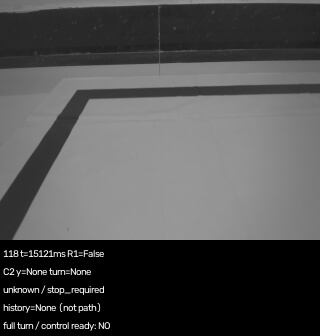 118 t=15121ms R1=False
C2 y=None turn=None
unknown / stop_required
history=None (not path)
full turn / control ready: NO